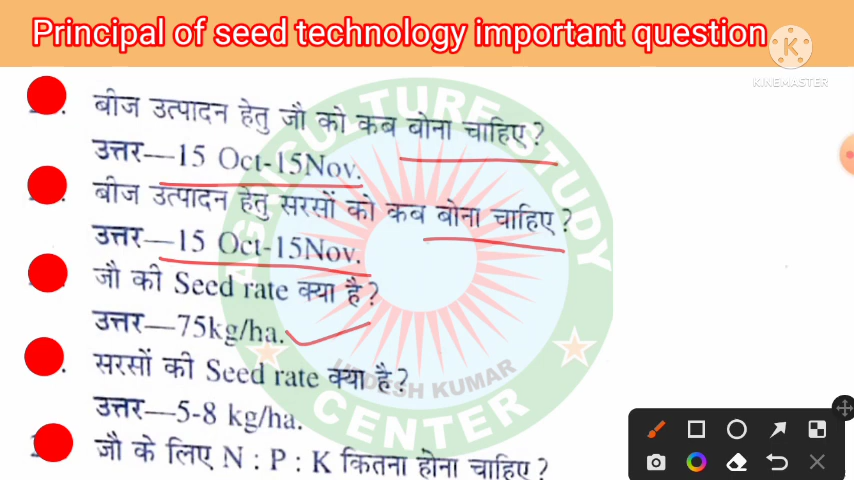 Principal of seed technology important question
KINEMASTER
बीज उत्पादन हेतु जौ को कब बोना चाहिए?
उत्तर—15 Oct-15Nov.
बीज उत्पादन हेतु सरसों को कब बोना चाहिए?
उत्तर—15 Oct-15Nov.
जौ की Seed rate क्या है?
उत्तर—75kg/ha.
सरसों की Seed rate क्या है?
उत्तर—5-8 kg/ha.
जौ के लिए N : P : K कितना होना चाहिए?
AGRICULTURE STUDY
CENTER